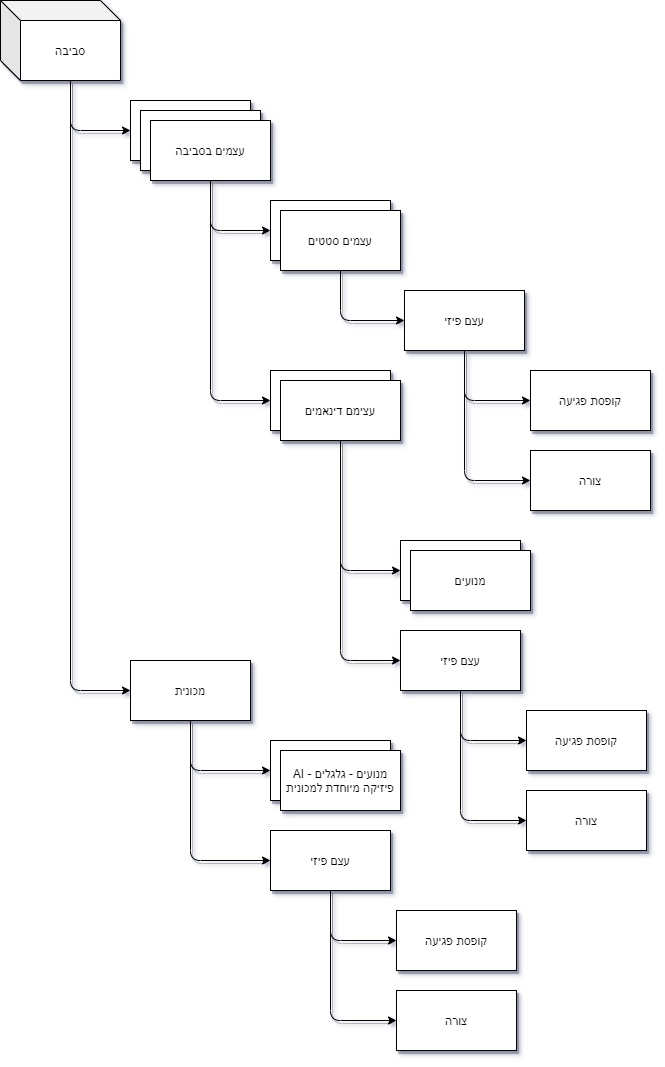 סביבה
עצמים בסביבה
עצמים סטטים
עצם פיזי
קופסת פגיעה
צורה
עצימם דינאמים
מנועים
עצם פיזי
קופסת פגיעה
צורה
מכונית
מנועים - גלגלים - AI
פיזיקה מיוחדת למכונית
עצם פיזי
קופסת פגיעה
צורה